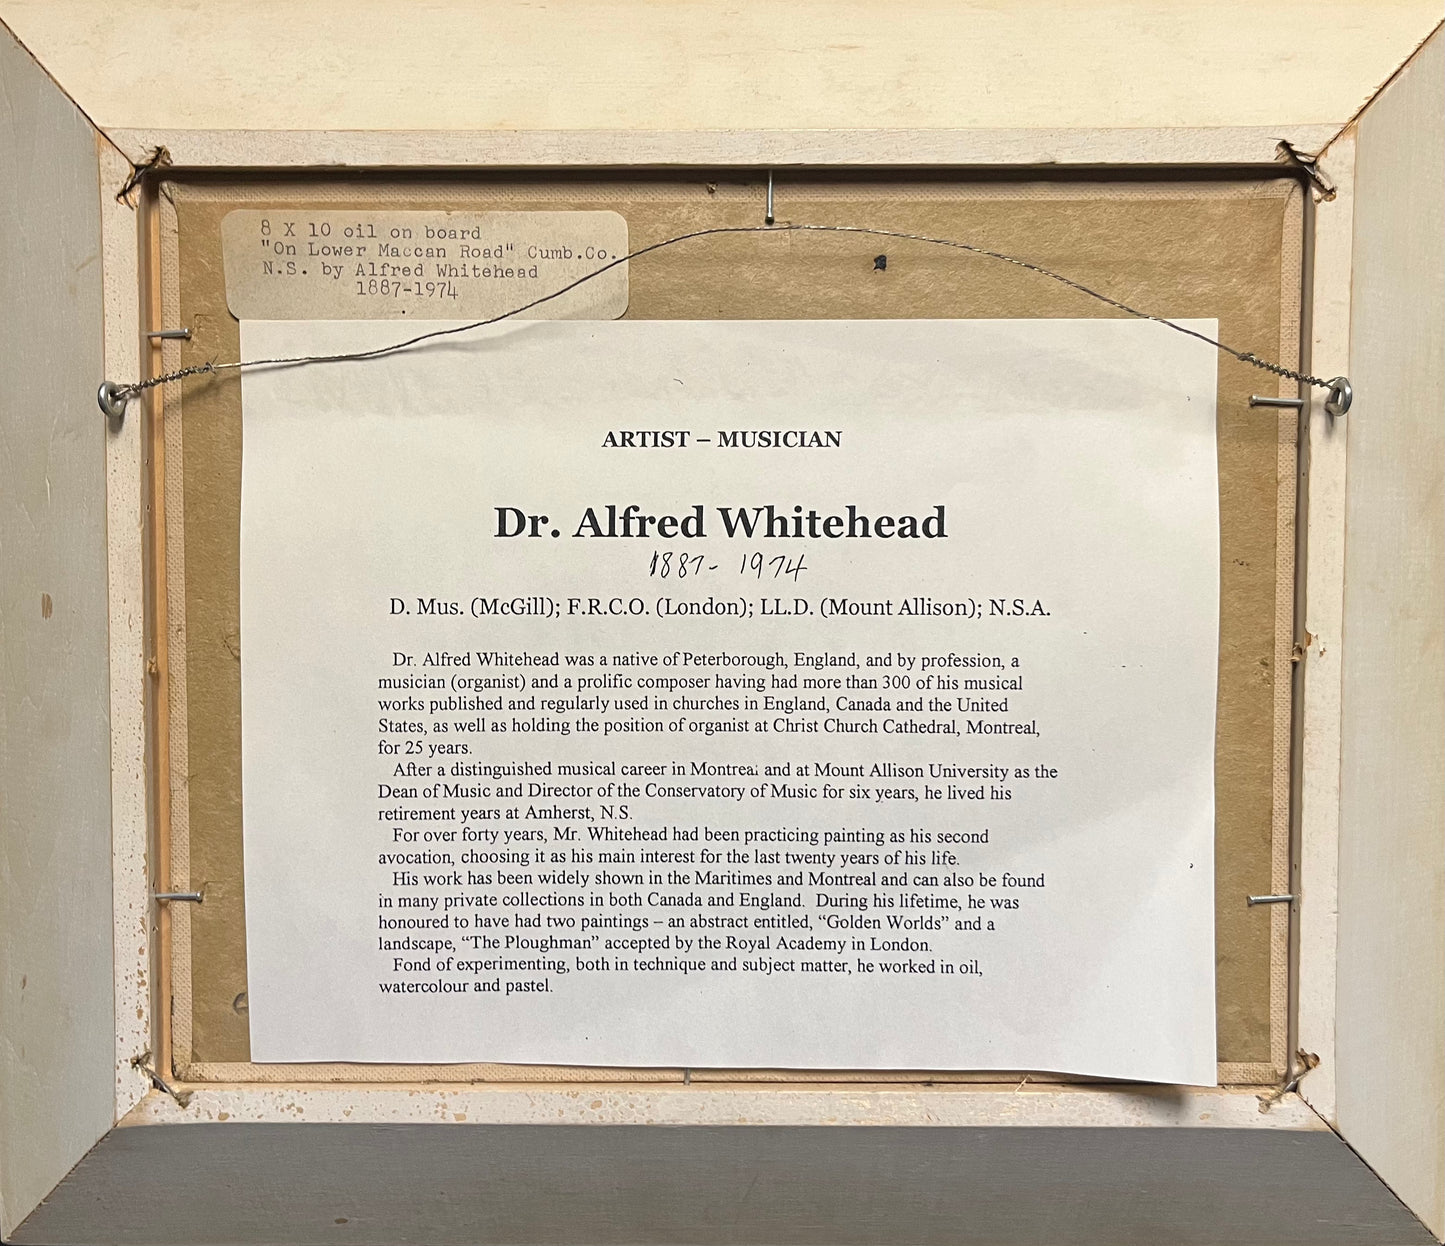 8 X 10 oil on board
"On Lower Maccan Road" Cumb.Co.
N.S. by Alfred Whitehead
1887-1974
ARTIST – MUSICIAN
Dr. Alfred Whitehead
1887- 1974
D. Mus. (McGill); F.R.C.O. (London); LL.D. (Mount Allison); N.S.A.
Dr. Alfred Whitehead was a native of Peterborough, England, and by profession, a
musician (organist) and a prolific composer having had more than 300 of his musical
works published and regularly used in churches in England, Canada and the United
States, as well as holding the position of organist at Christ Church Cathedral, Montreal,
for 25 years.
After a distinguished musical career in Montreal and at Mount Allison University as the
Dean of Music and Director of the Conservatory of Music for six years, he lived his
retirement years at Amherst, N.S.
For over forty years, Mr. Whitehead had been practicing painting as his second
avocation, choosing it as his main interest for the last twenty years of his life.
His work has been widely shown in the Maritimes and Montreal and can also be found
in many private collections in both Canada and England. During his lifetime, he was
honoured to have had two paintings – an abstract entitled, “Golden Worlds” and a
landscape, “The Ploughman” accepted by the Royal Academy in London.
Fond of experimenting, both in technique and subject matter, he worked in oil,
watercolour and pastel.